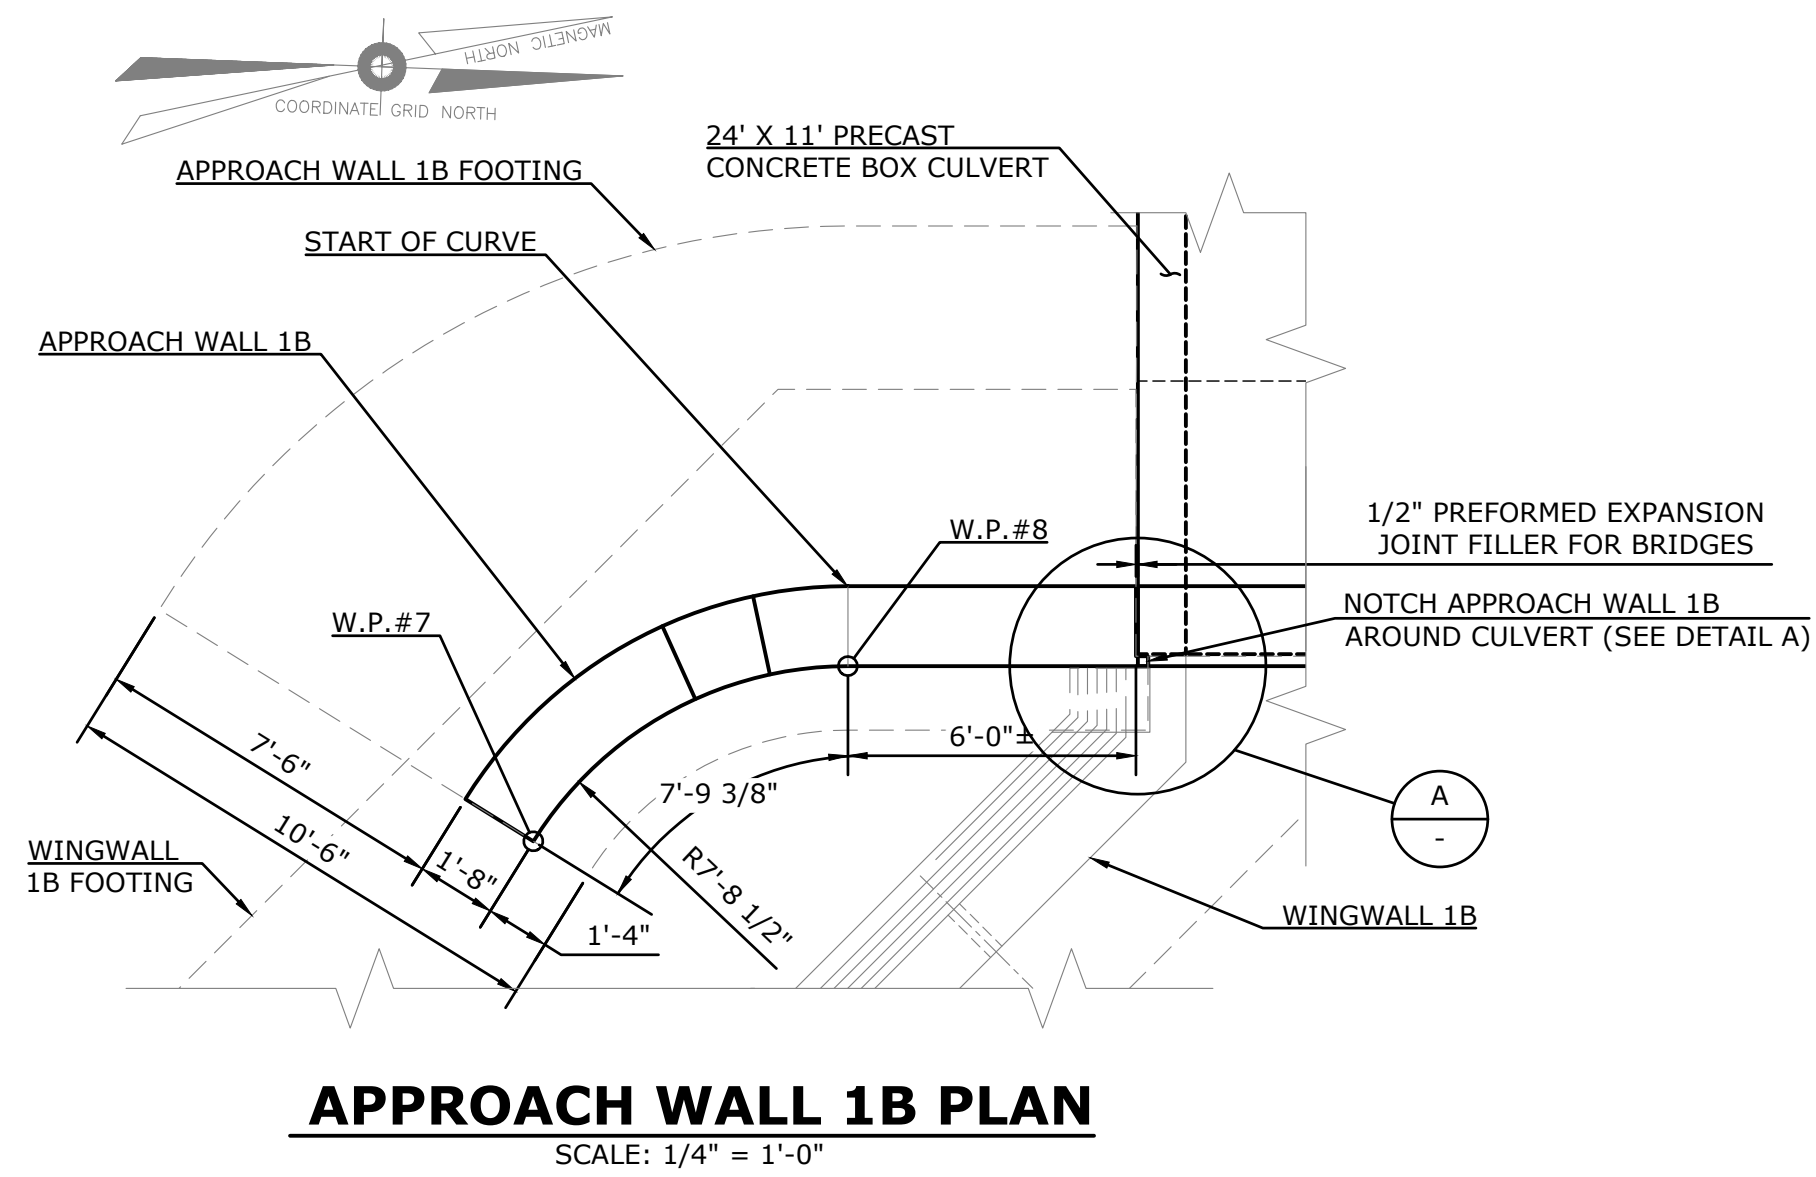 MAGNETIC NORTH
COORDINATE GRID NORTH
24' X 11' PRECAST
CONCRETE BOX CULVERT
APPROACH WALL 1B FOOTING
START OF CURVE
APPROACH WALL 1B
W.P.#8
1/2" PREFORMED EXPANSION
JOINT FILLER FOR BRIDGES
NOTCH APPROACH WALL 1B
AROUND CULVERT (SEE DETAIL A)
W.P.#7
6'-0"±
7'-6"
7'-9 3/8"
10'-6"
1'-8"
R7'-8 1/2"
1'-4"
A
-
WINGWALL
1B FOOTING
WINGWALL 1B
APPROACH WALL 1B PLAN
SCALE: 1/4" = 1'-0"